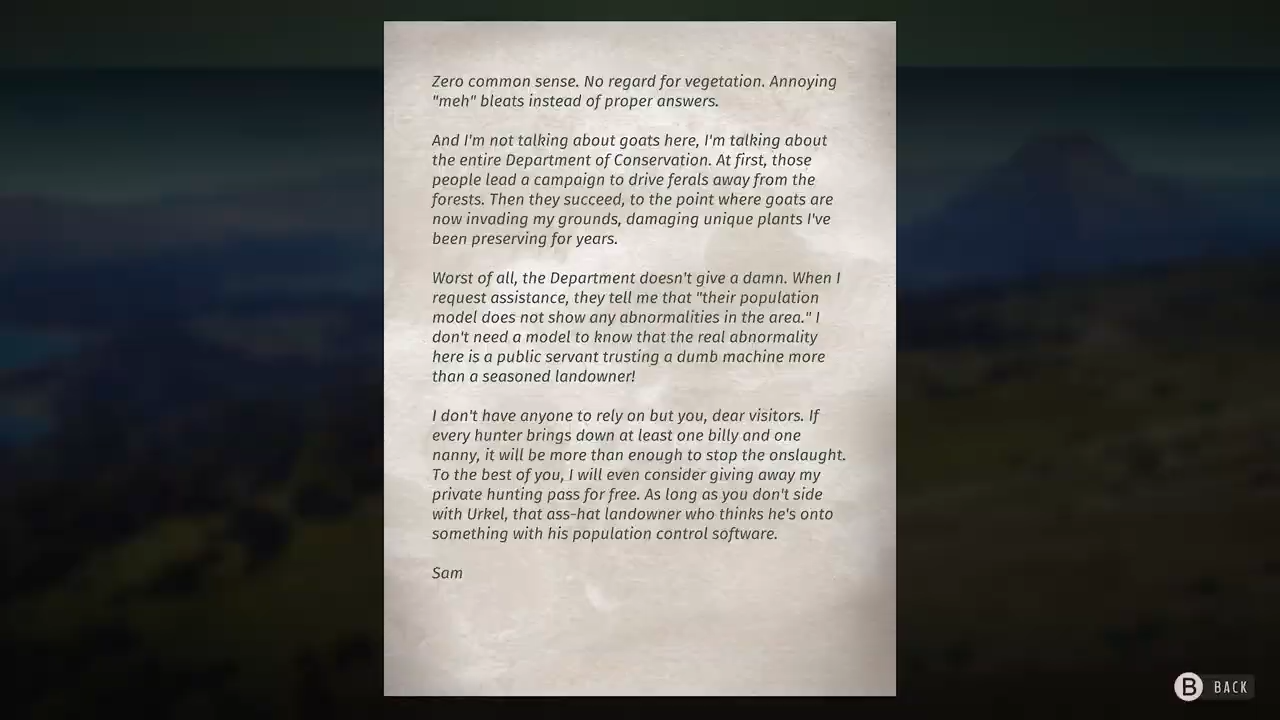 Zero common sense. No regard for vegetation. Annoying
"meh" bleats instead of proper answers.
And I'm not talking about goats here, I'm talking about
the entire Department of Conservation. At first, those
people lead a campaign to drive ferals away from the
forests. Then they succeed, to the point where goats are
now invading my grounds, damaging unique plants I've
been preserving for years.
Worst of all, the Department doesn't give a damn. When I
request assistance, they tell me that "their population
model does not show any abnormalities in the area." I
don't need a model to know that the real abnormality
here is a public servant trusting a dumb machine more
than a seasoned landowner!
I don't have anyone to rely on but you, dear visitors. If
every hunter brings down at least one billy and one
nanny, it will be more than enough to stop the onslaught.
To the best of you, I will even consider giving away my
private hunting pass for free. As long as you don't side
with Urkel, that ass-hat landowner who thinks he's onto
something with his population control software.
Sam
B BACK